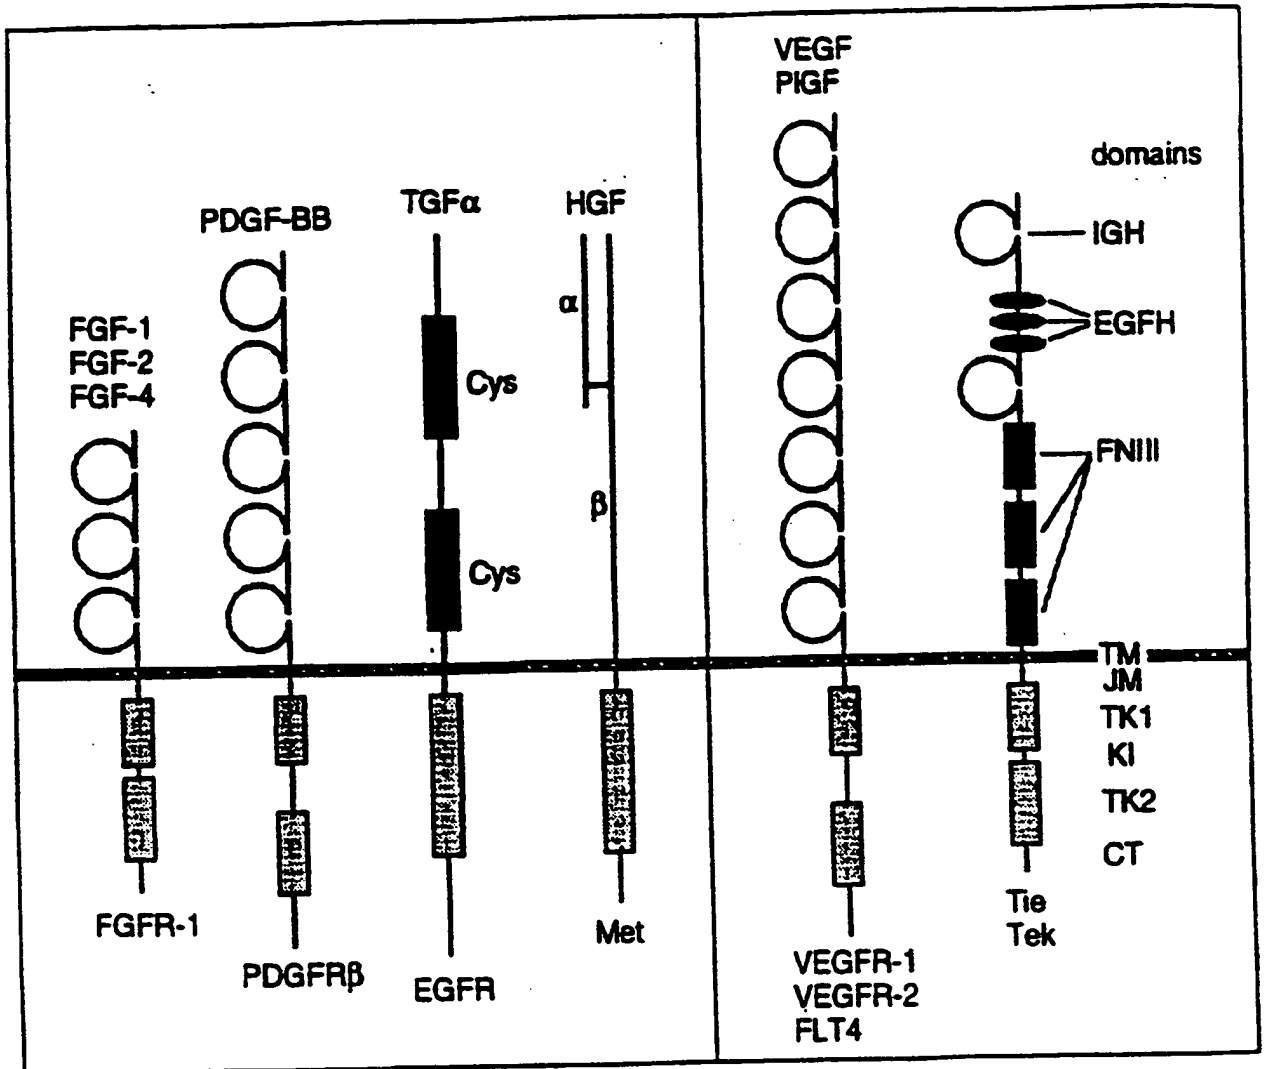 FGF-1
FGF-2
FGF-4
PDGF-BB
TGFα
HGF
α
Cys
β
Cys
FGFR-1
PDGFRβ
EGFR
Met
VEGF
PlGF
domains
IGH
EGFH
FNIII
TM
JM
TK1
KI
TK2
CT
VEGFR-1
VEGFR-2
FLT4
Tie
Tek